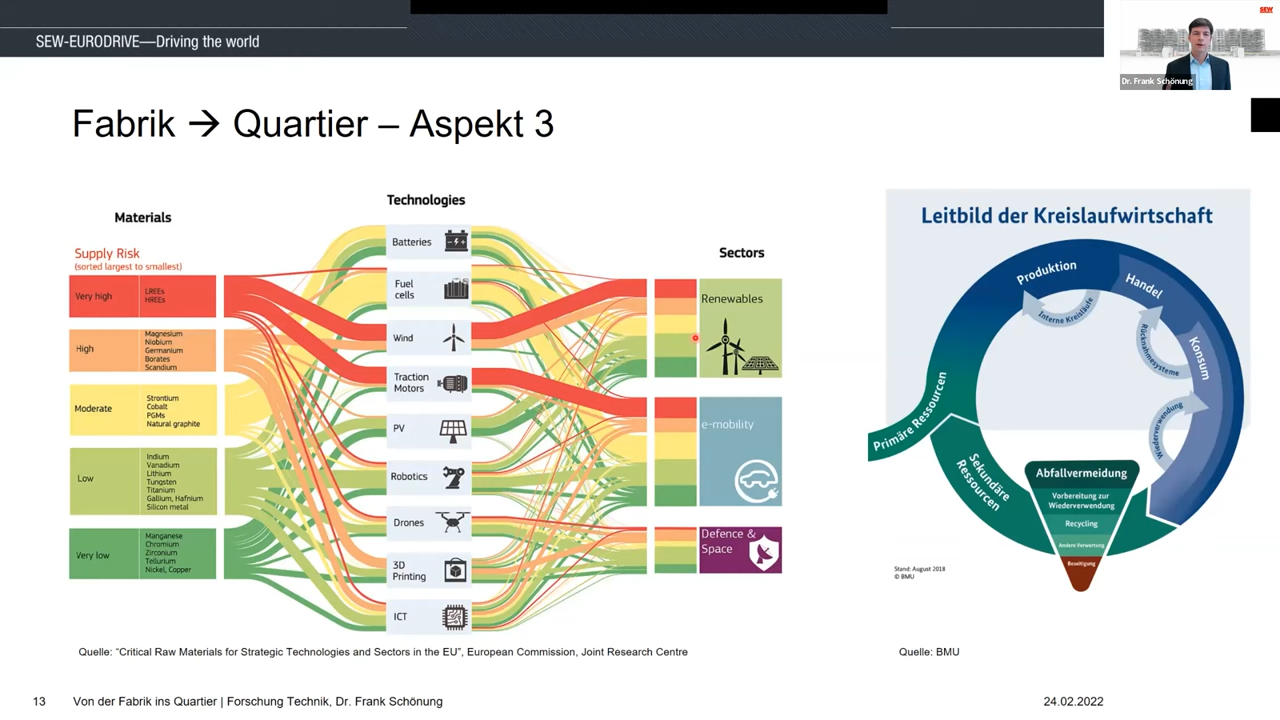 SEW-EURODRIVE—Driving the world
SEW
Dr. Frank Schönung
Fabrik → Quartier – Aspekt 3
Materials
Supply Risk
(sorted largest to smallest)
Very high
LREEs
HREEs
High
Magnesium
Niobium
Germanium
Borates
Scandium
Moderate
Strontium
Cobalt
PGMs
Natural graphite
Low
Indium
Vanadium
Lithium
Tungsten
Titanium
Gallium, Hafnium
Silicon metal
Very low
Manganese
Chromium
Zirconium
Tellurium
Nickel, Copper
Technologies
Batteries
Fuel
cells
Wind
Traction
Motors
PV
Robotics
Drones
3D
Printing
ICT
Sectors
Renewables
e-mobility
Defence &
Space
Leitbild der Kreislaufwirtschaft
Produktion
Handel
Konsum
Interne Kreisläufe
Rücknahmesysteme
Wiederverwendung
Primäre Ressourcen
Sekundäre
Ressourcen
Abfallvermeidung
Vorbereitung zur
Wiederverwendung
Recycling
Andere Verwertung
Beseitigung
Stand: August 2018
© BMU
Quelle: “Critical Raw Materials for Strategic Technologies and Sectors in the EU”, European Commission, Joint Research Centre
Quelle: BMU
13
Von der Fabrik ins Quartier | Forschung Technik, Dr. Frank Schönung
24.02.2022